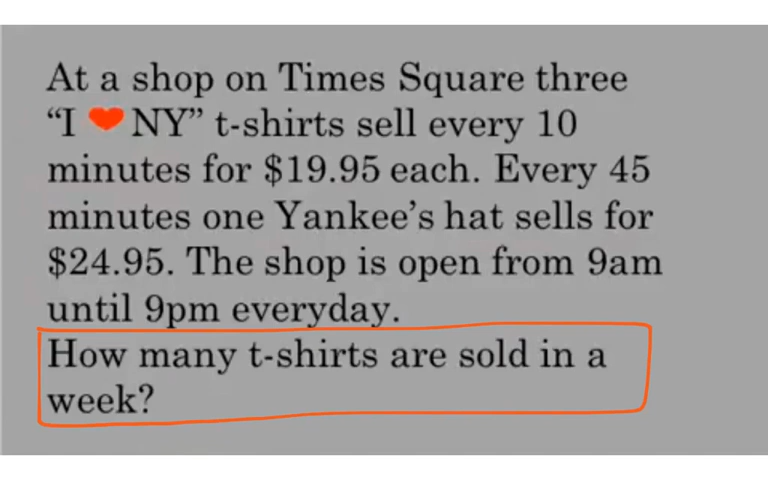 At a shop on Times Square three
“I ❤ NY” t-shirts sell every 10
minutes for $19.95 each. Every 45
minutes one Yankee’s hat sells for
$24.95. The shop is open from 9am
until 9pm everyday.
How many t-shirts are sold in a
week?